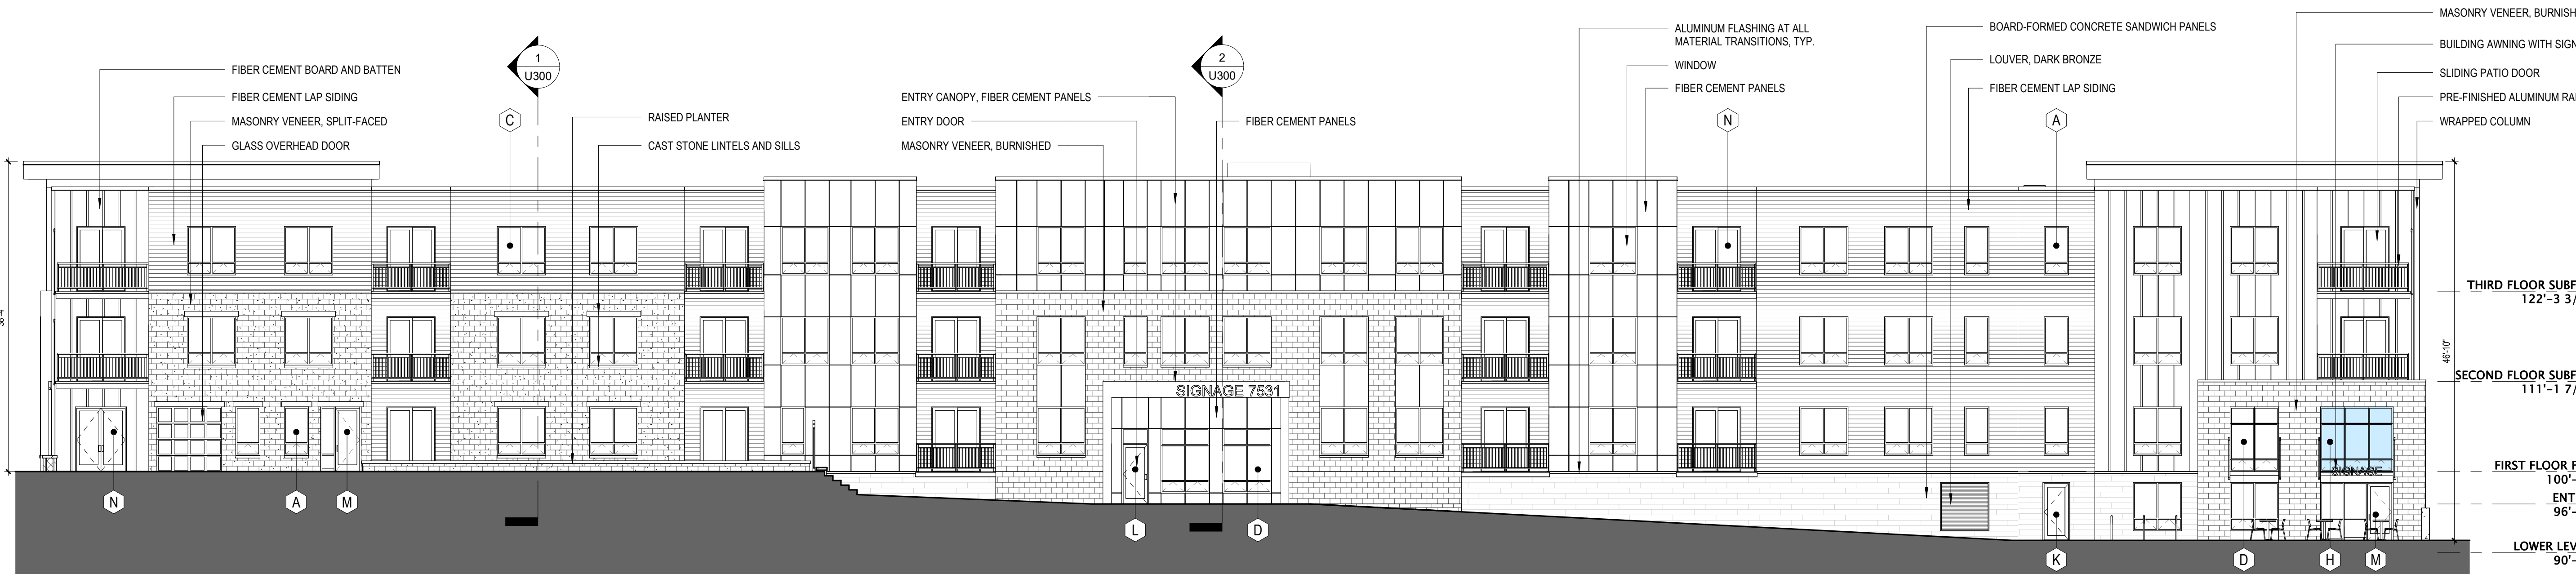 FIBER CEMENT BOARD AND BATTEN
FIBER CEMENT LAP SIDING
MASONRY VENEER, SPLIT-FACED
GLASS OVERHEAD DOOR
1
U300
C
RAISED PLANTER
CAST STONE LINTELS AND SILLS
ENTRY CANOPY, FIBER CEMENT PANELS
ENTRY DOOR
MASONRY VENEER, BURNISHED
2
U300
FIBER CEMENT PANELS
ALUMINUM FLASHING AT ALL
MATERIAL TRANSITIONS, TYP.
WINDOW
FIBER CEMENT PANELS
N
BOARD-FORMED CONCRETE SANDWICH PANELS
LOUVER, DARK BRONZE
FIBER CEMENT LAP SIDING
A
MASONRY VENEER, BURNISH
BUILDING AWNING WITH SIGN
SLIDING PATIO DOOR
PRE-FINISHED ALUMINUM RAI
WRAPPED COLUMN
THIRD FLOOR SUBF
122'-3 3/
46'-10"
SECOND FLOOR SUBF
111'-1 7/
SIGNAGE 7531
SIGNAGE
FIRST FLOOR F
100'-
ENT
96'-
LOWER LEV
90'-
N
A
M
L
D
K
D
H
M